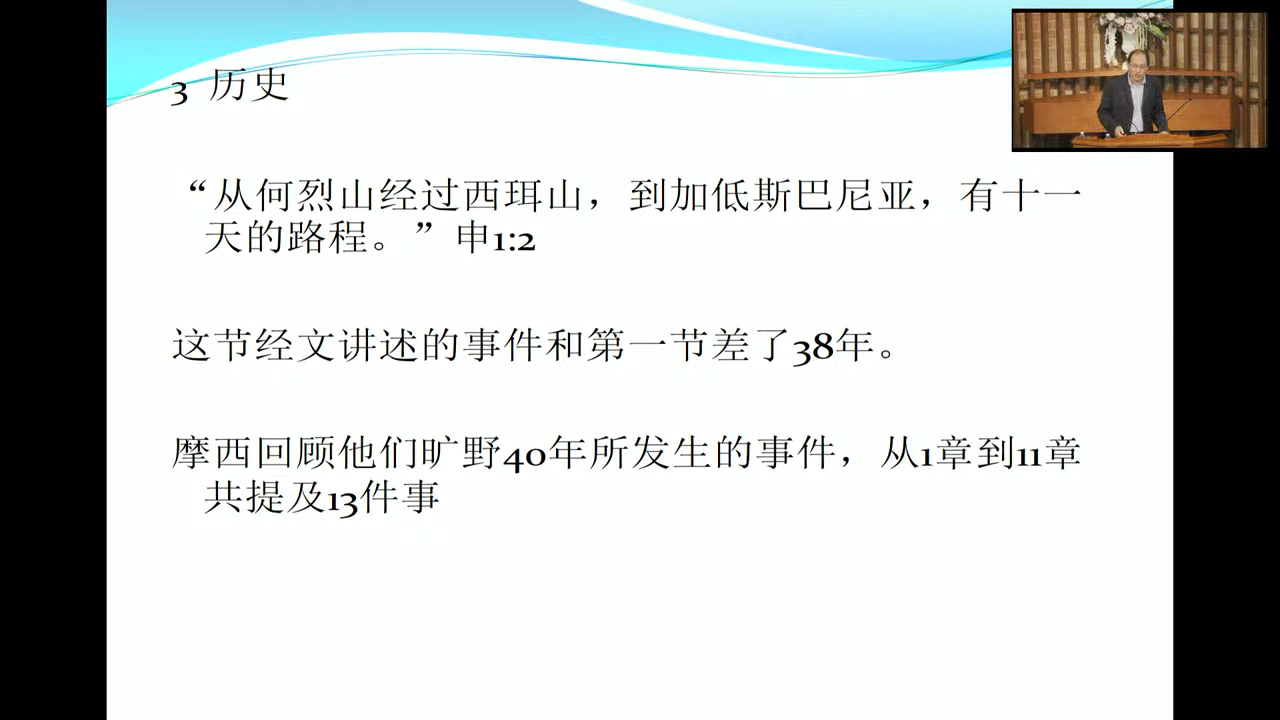 3 历史
“从何烈山经过西珥山，到加低斯巴尼亚，有十一
天的路程。”申1:2
这节经文讲述的事件和第一节差了38年。
摩西回顾他们旷野40年所发生的事件，从1章到11章
共提及13件事